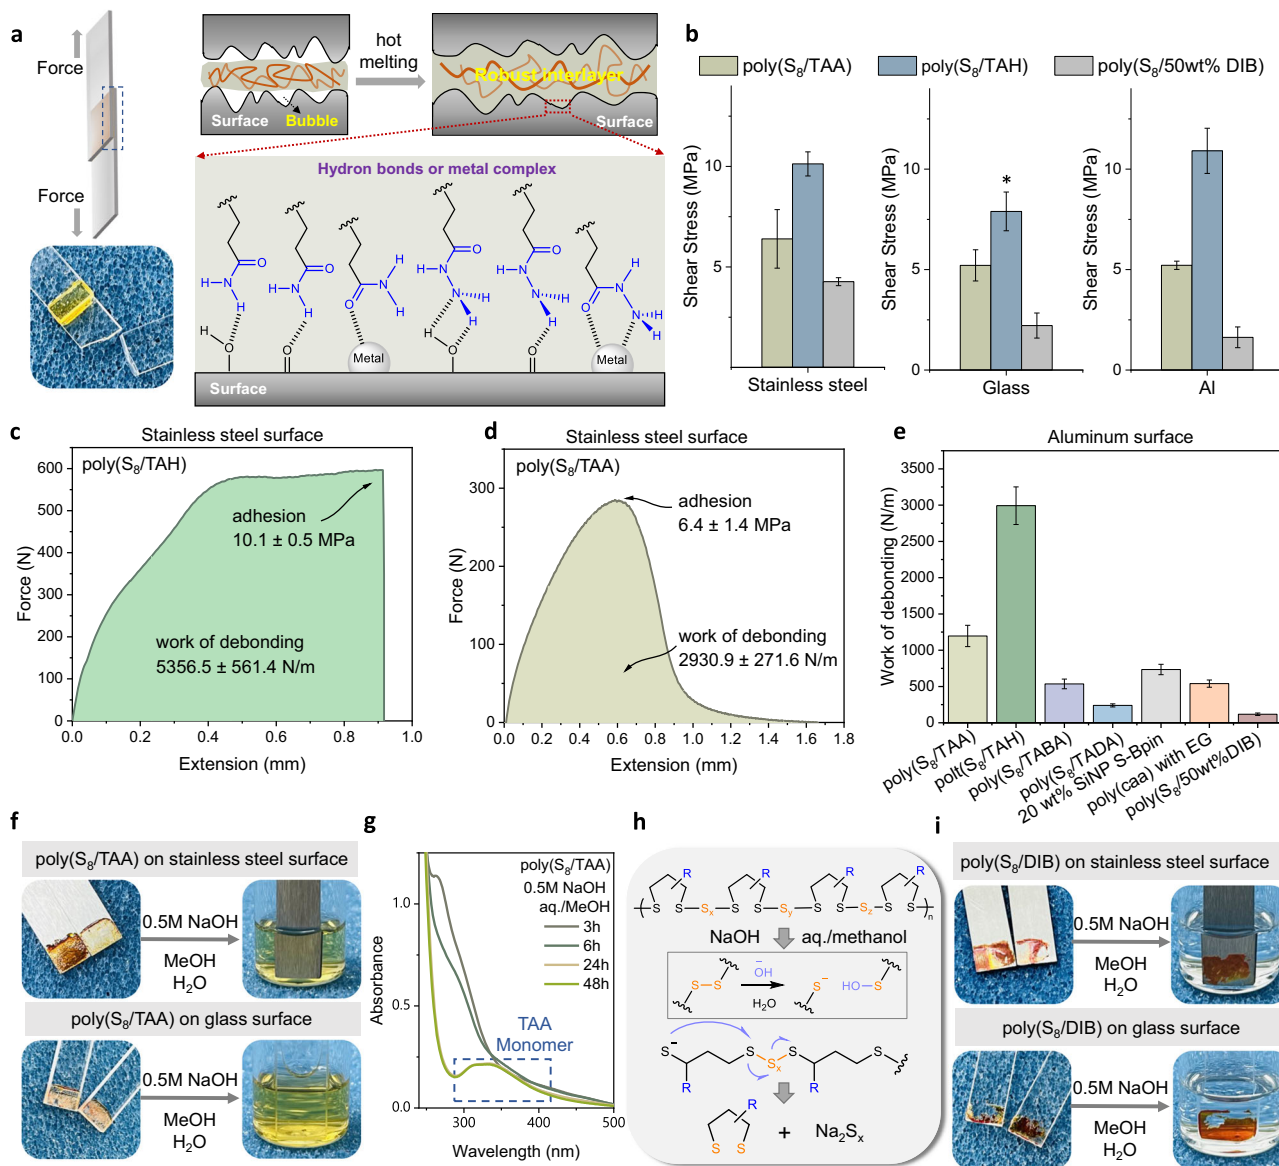 a
Force
Force
hot
melting
Surface
Bubble
Robust interlayer
Surface
Hydron bonds or metal complex
N
H
H
O
H
O
N
H
H
O
O
O
N
H
H
Metal
H
N
O
N
H
H
H
O
H
N
O
N
H
H
O
O
N
H
N
H
H
Metal
Surface
b
poly(S₈/TAA)
poly(S₈/TAH)
poly(S₈/50wt% DIB)
Shear Stress (MPa)
10
5
Stainless steel
Shear Stress (MPa)
10
5
0
*
Glass
Shear Stress (MPa)
10
5
0
Al
c
Stainless steel surface
poly(S₈/TAH)
Force (N)
600
500
400
300
200
100
0
adhesion
10.1 ± 0.5 MPa
work of debonding
5356.5 ± 561.4 N/m
0.0 0.2 0.4 0.6 0.8 1.0
Extension (mm)
d
Stainless steel surface
poly(S₈/TAA)
Force (N)
300
200
100
0
adhesion
6.4 ± 1.4 MPa
work of debonding
2930.9 ± 271.6 N/m
0.0 0.2 0.4 0.6 0.8 1.0 1.2 1.4 1.6 1.8
Extension (mm)
e
Aluminum surface
Work of debonding (N/m)
3500
3000
2500
2000
1500
1250
1000
750
500
250
0
poly(S₈/TAA)
polt(S₈/TAH)
poly(S₈/TABA)
poly(S₈/TADA)
20 wt% SiNP S-Bpin
poly(caa) with EG
poly(S₈/50wt%DIB)
f
poly(S₈/TAA) on stainless steel surface
0.5M NaOH
MeOH
H₂O
poly(S₈/TAA) on glass surface
0.5M NaOH
MeOH
H₂O
g
Absorbance
1.0
0.5
0.0
poly(S₈/TAA)
0.5M NaOH
aq./MeOH
3h
6h
24h
48h
TAA
Monomer
300 400 500
Wavelength (nm)
h
R R R R
S S—Sₓ—S S—Sᵧ—S S—S_z—S S
n
NaOH aq./methanol
S—S
⁻OH
H₂O
S⁻
HO—S
S⁻
R
S
Sₓ
S
R
S
R
S S
+
Na₂Sₓ
i
poly(S₈/DIB) on stainless steel surface
0.5M NaOH
MeOH
H₂O
poly(S₈/DIB) on glass surface
0.5M NaOH
MeOH
H₂O